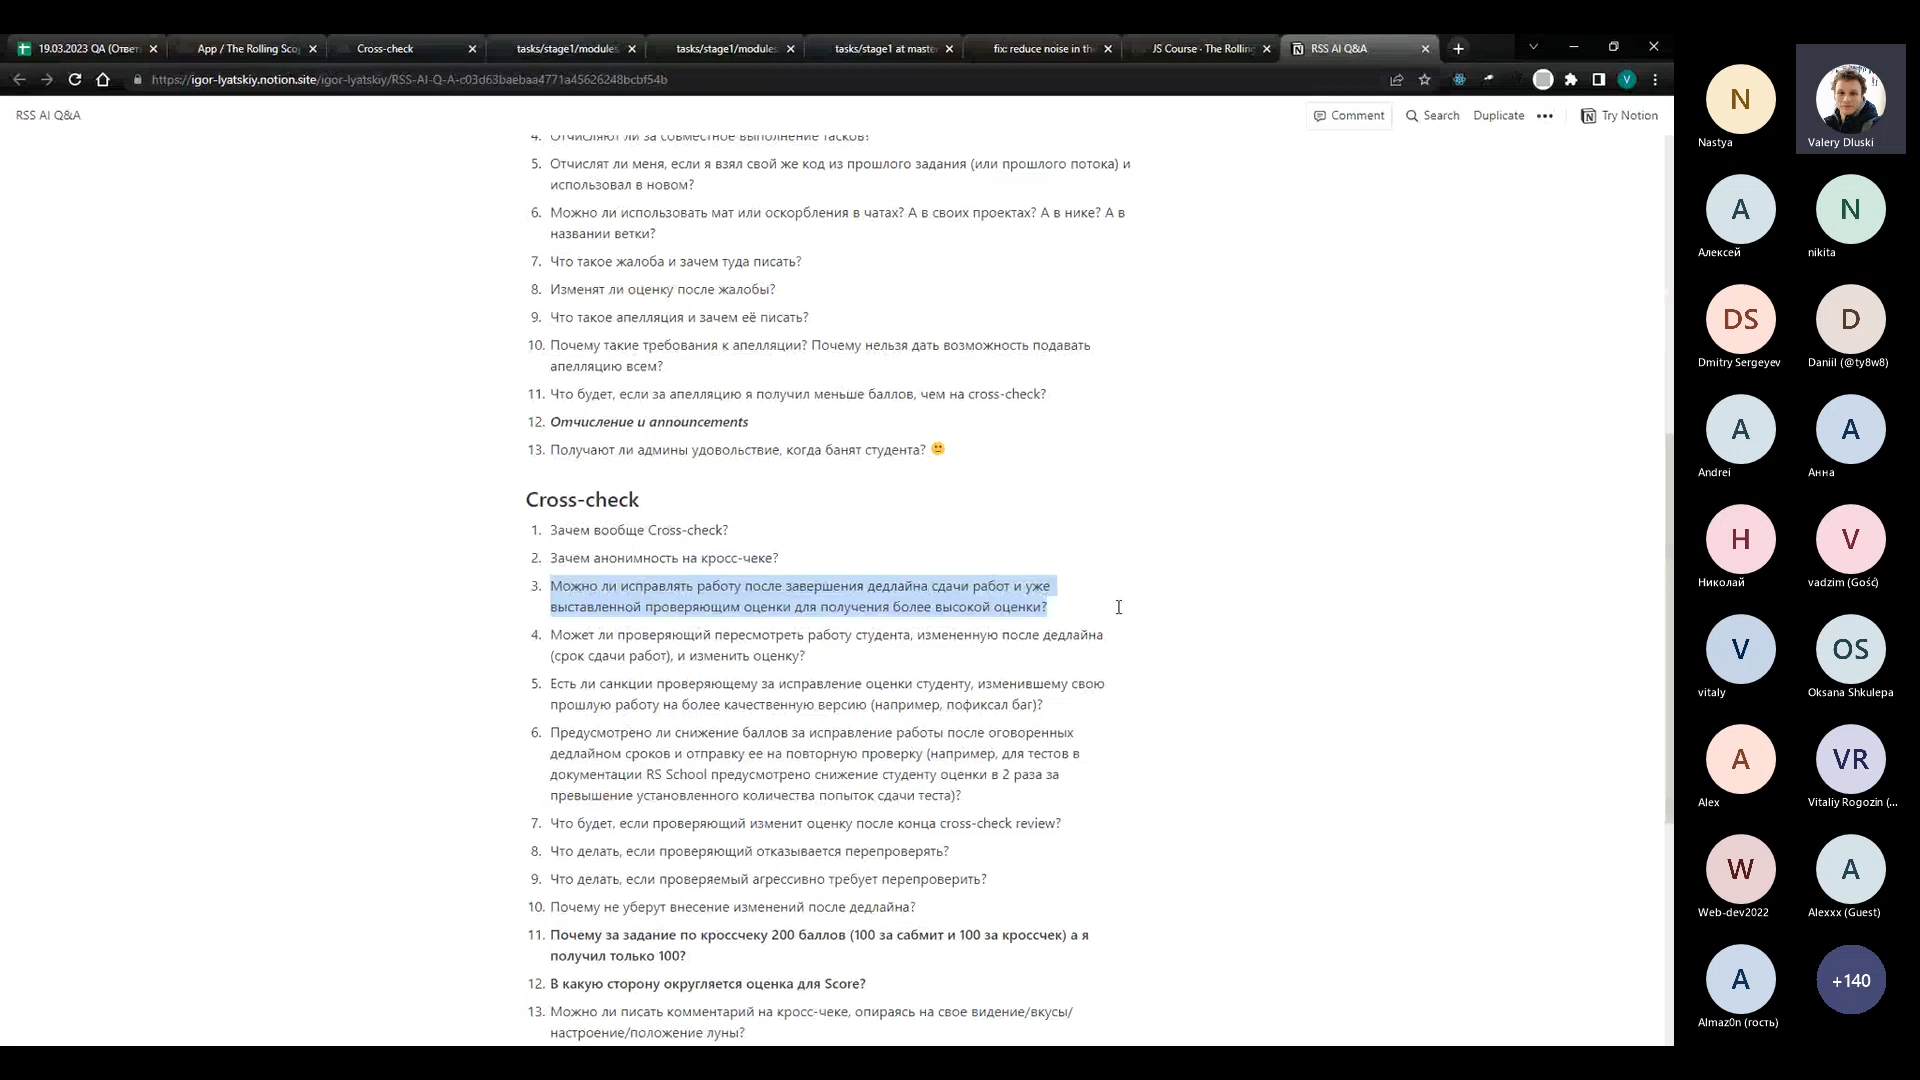 19.03.2023 QA (Ответ
App / The Rolling Sco
Cross-check
tasks/stage1/modules
tasks/stage1/modules
tasks/stage1 at master
fix: reduce noise in th
JS Course · The Rolling
RSS AI Q&A
https://igor-lyatskiy.notion.site/igor-lyatskiy/RSS-AI-Q-A-c03d63baebaa4771a45626248bcbf54b
RSS AI Q&A
Comment
Search
Duplicate
Try Notion
4. Отчисляют ли за совместное выполнение тасков?
5. Отчислят ли меня, если я взял свой же код из прошлого задания (или прошлого потока) и
использовал в новом?
6. Можно ли использовать мат или оскорбления в чатах? А в своих проектах? А в нике? А в
названии ветки?
7. Что такое жалоба и зачем туда писать?
8. Изменят ли оценку после жалобы?
9. Что такое апелляция и зачем её писать?
10. Почему такие требования к апелляции? Почему нельзя дать возможность подавать
апелляцию всем?
11. Что будет, если за апелляцию я получил меньше баллов, чем на cross-check?
12. Отчисление и announcements
13. Получают ли админы удовольствие, когда банят студента? 🙂
Cross-check
1. Зачем вообще Cross-check?
2. Зачем анонимность на кросс-чеке?
3. Можно ли исправлять работу после завершения дедлайна сдачи работ и уже
выставленной проверяющим оценки для получения более высокой оценки?
4. Может ли проверяющий пересмотреть работу студента, измененную после дедлайна
(срок сдачи работ), и изменить оценку?
5. Есть ли санкции проверяющему за исправление оценки студенту, изменившему свою
прошлую работу на более качественную версию (например, пофиксал баг)?
6. Предусмотрено ли снижение баллов за исправление работы после оговоренных
дедлайном сроков и отправку ее на повторную проверку (например, для тестов в
документации RS School предусмотрено снижение студенту оценки в 2 раза за
превышение установленного количества попыток сдачи теста)?
7. Что будет, если проверяющий изменит оценку после конца cross-check review?
8. Что делать, если проверяющий отказывается перепроверять?
9. Что делать, если проверяемый агрессивно требует перепроверить?
10. Почему не уберут внесение изменений после дедлайна?
11. Почему за задание по кроссчеку 200 баллов (100 за сабмит и 100 за кроссчек) а я
получил только 100?
12. В какую сторону округляется оценка для Score?
13. Можно ли писать комментарий на кросс-чеке, опираясь на свое видение/вкусы/
настроение/положение луны?
N
Nastya
Valery Dluski
A
Алексей
N
nikita
DS
Dmitry Sergeyev
D
Daniil (@ty8w8)
A
Andrei
А
Анна
Н
Николай
V
vadzim (Gość)
V
vitaly
OS
Oksana Shkulepa
A
Alex
VR
Vitaliy Rogozin (...
W
Web-dev2022
A
Alexxx (Guest)
A
Almaz0n (гость)
+140